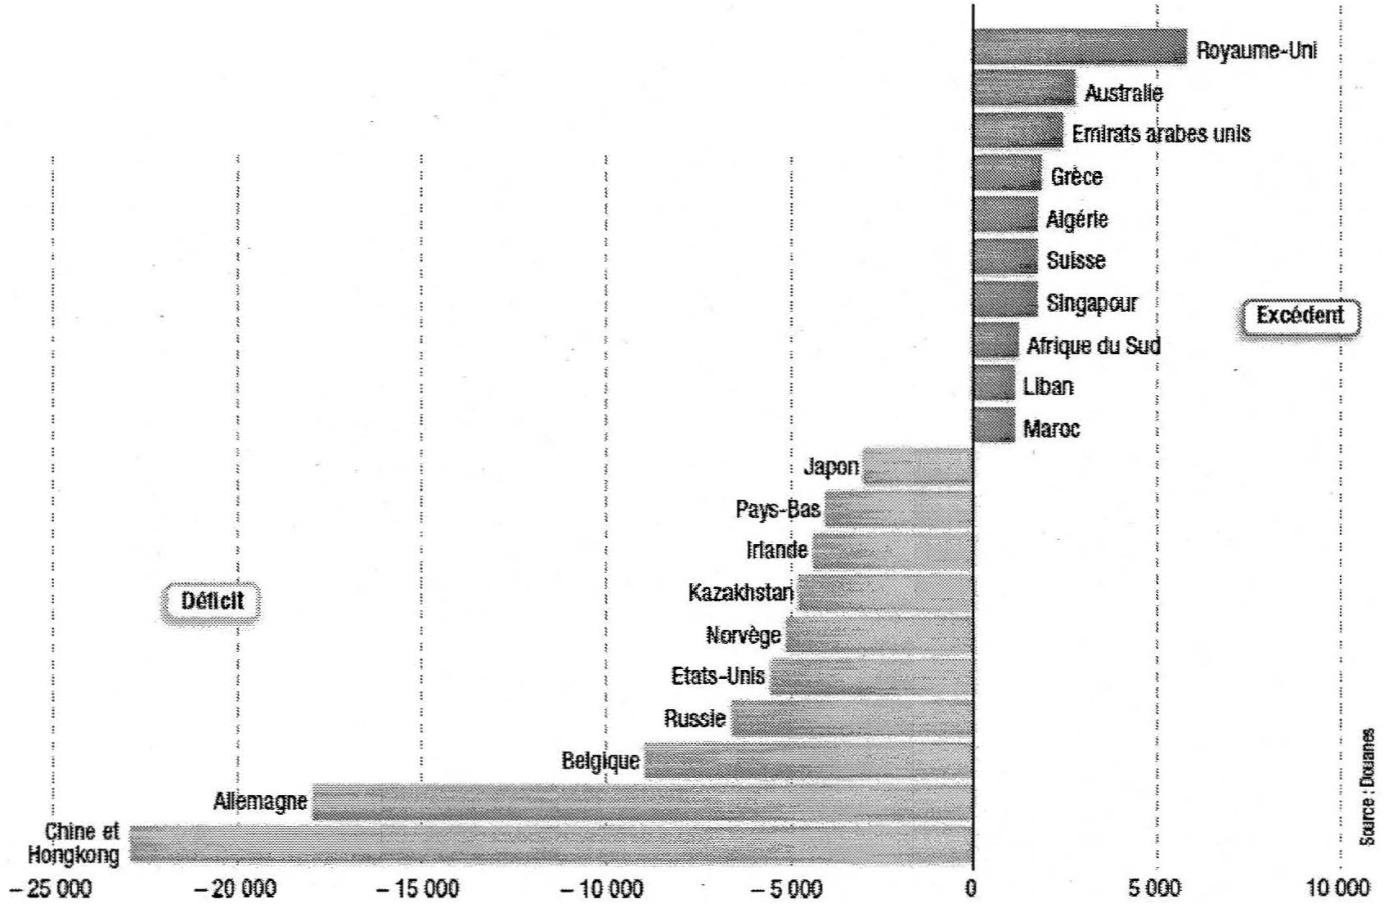 Royaume-Uni
Australie
Emirats arabes unis
Grèce
Algérie
Suisse
Singapour
Excédent
Afrique du Sud
Liban
Maroc
Japon
Pays-Bas
Irlande
Kazakhstan
Déficit
Norvège
Etats-Unis
Russie
Belgique
Allemagne
Chine et
Hongkong
Source : Douanes
– 25 000 – 20 000 – 15 000 – 10 000 – 5 000 0 5 000 10 000